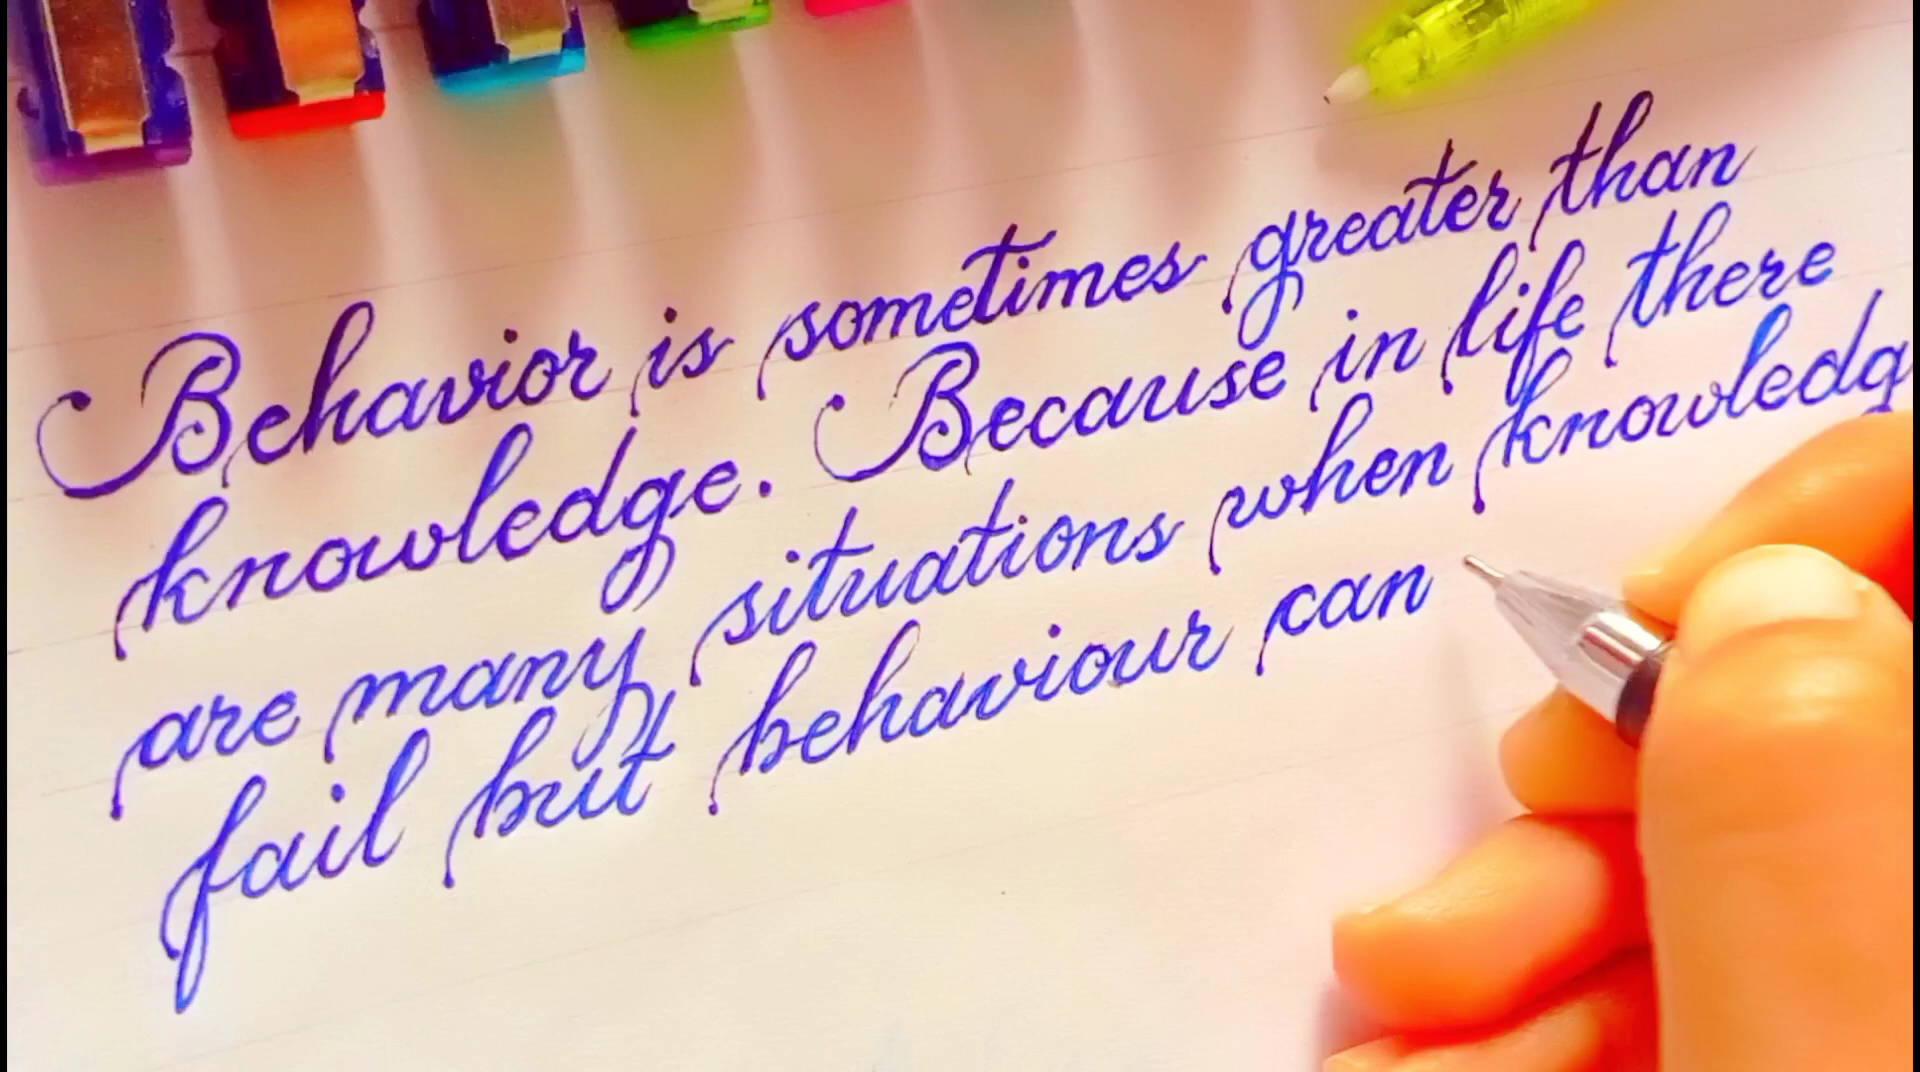 Behavior is sometimes greater than
knowledge. Because in life there
are many situations when knowledg
fail but behaviour can